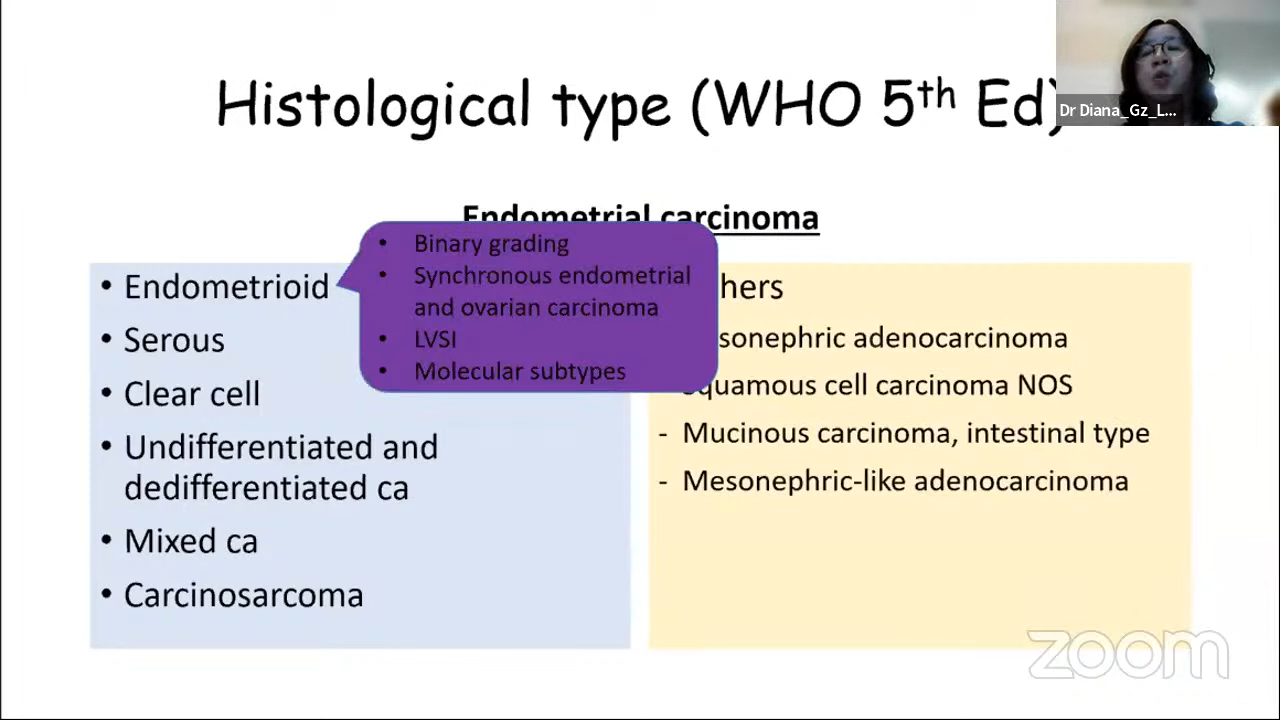 Histological type (WHO 5th Ed)
Dr Diana_Gz_L...
Endometrial carcinoma
• Endometrioid
• Serous
• Clear cell
• Undifferentiated and
dedifferentiated ca
• Mixed ca
• Carcinosarcoma
• Binary grading
• Synchronous endometrial
and ovarian carcinoma
• LVSI
• Molecular subtypes
hers
sonephric adenocarcinoma
squamous cell carcinoma NOS
- Mucinous carcinoma, intestinal type
- Mesonephric-like adenocarcinoma
zoom